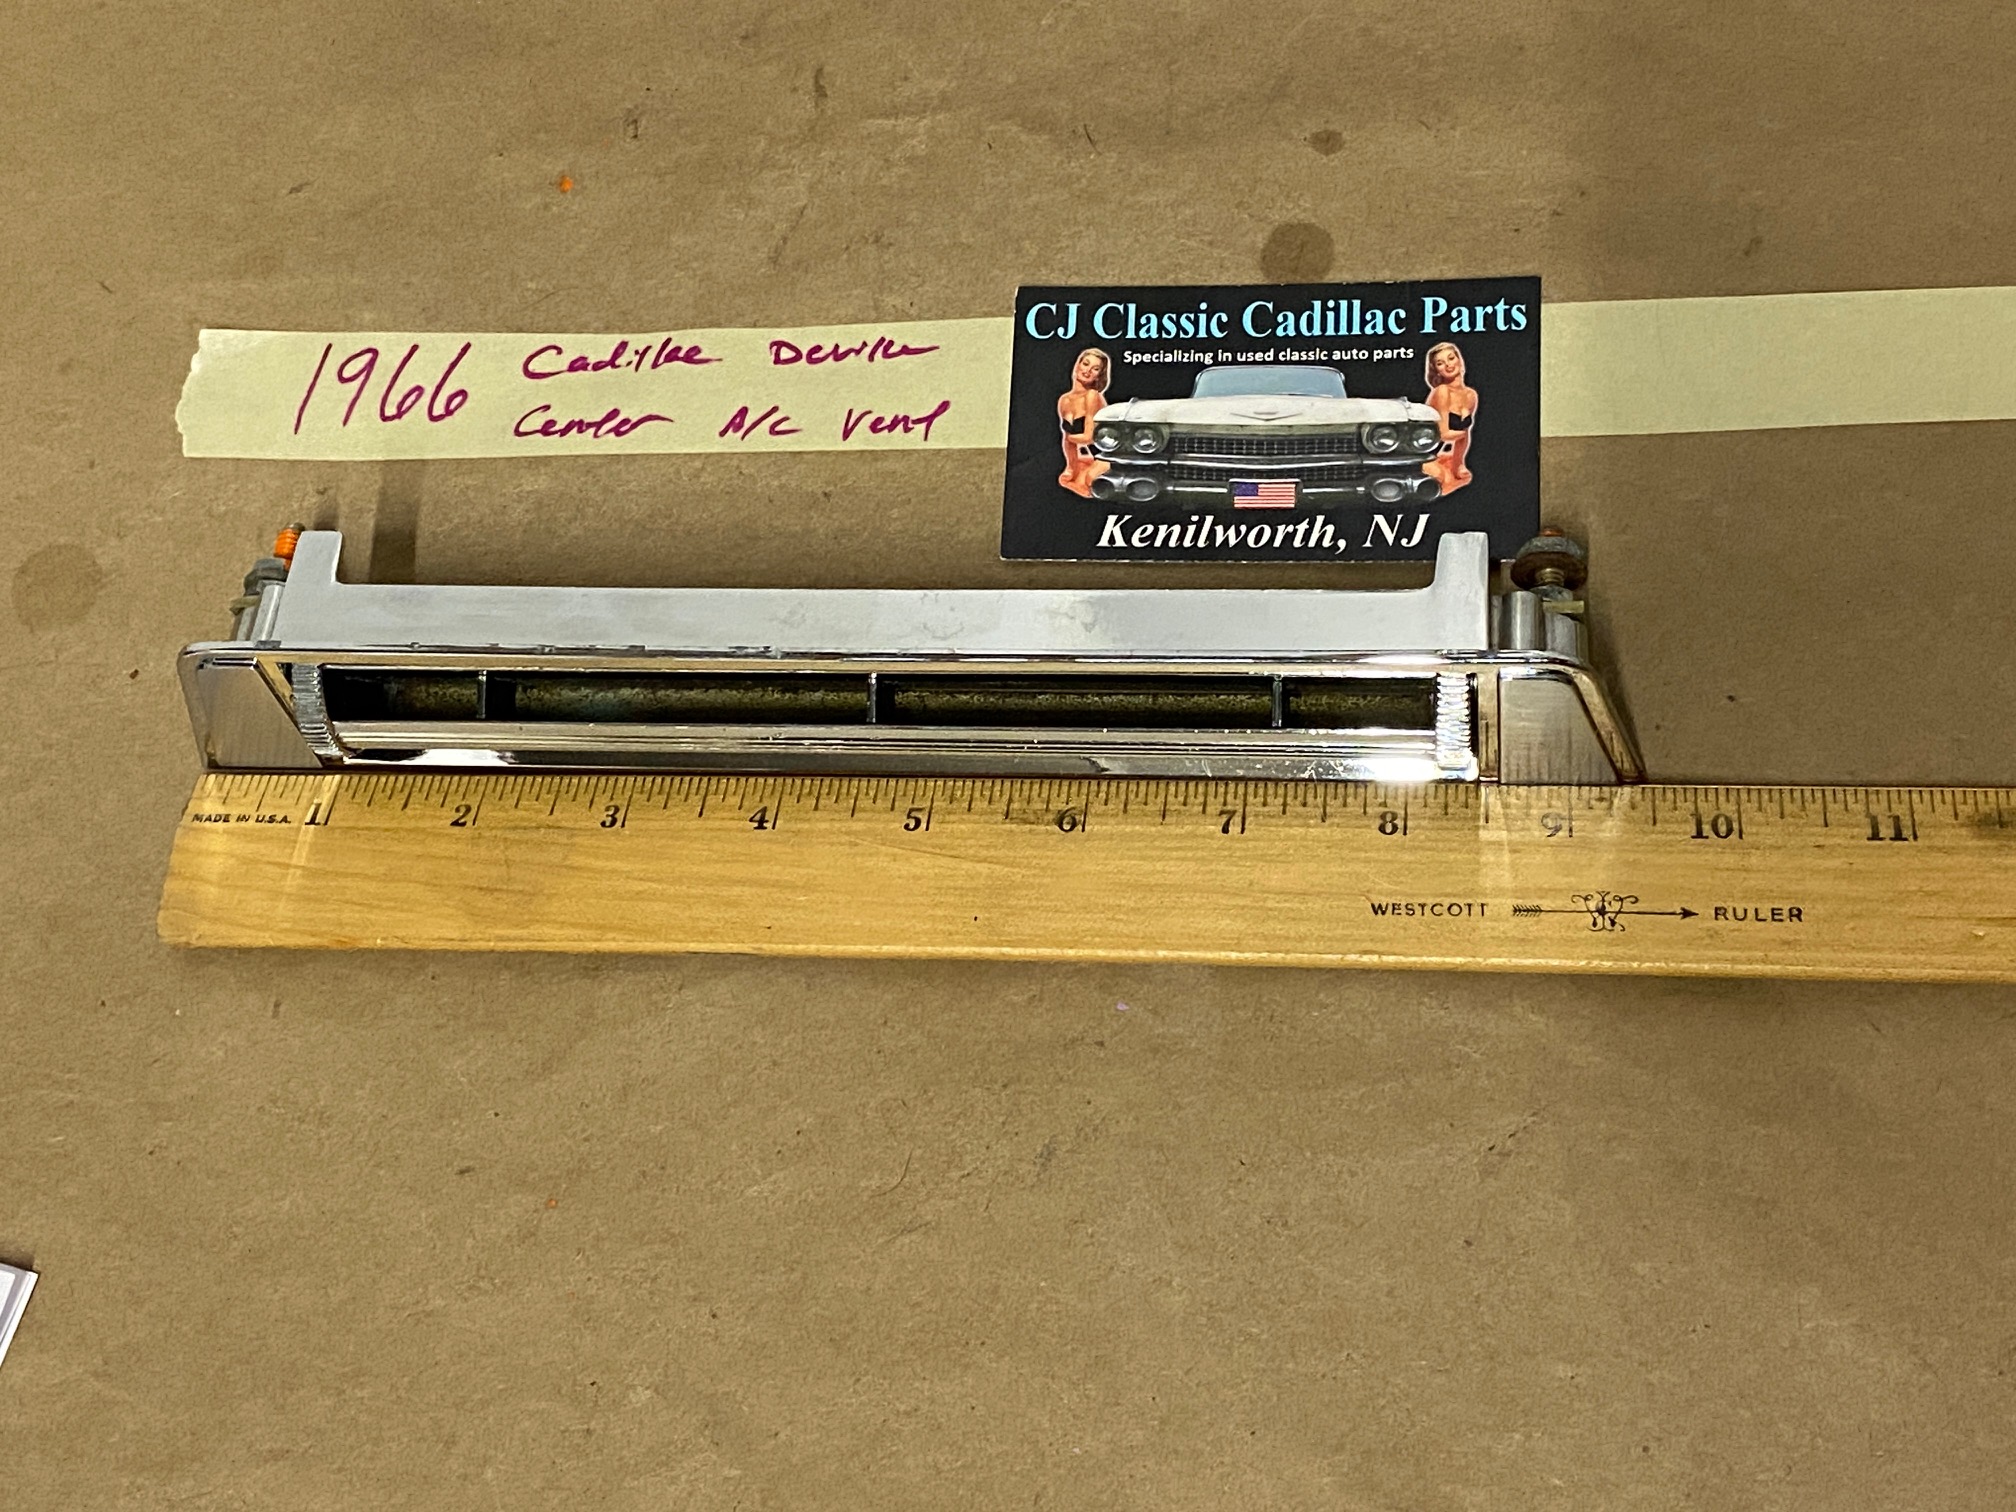 1966 Cadillac Deville
Center A/C Vent
CJ Classic Cadillac Parts
Specializing in used classic auto parts
Kenilworth, NJ
MADE IN U.S.A. 1 2 3 4 5 6 7 8 9 10 11
WESTCOTT RULER